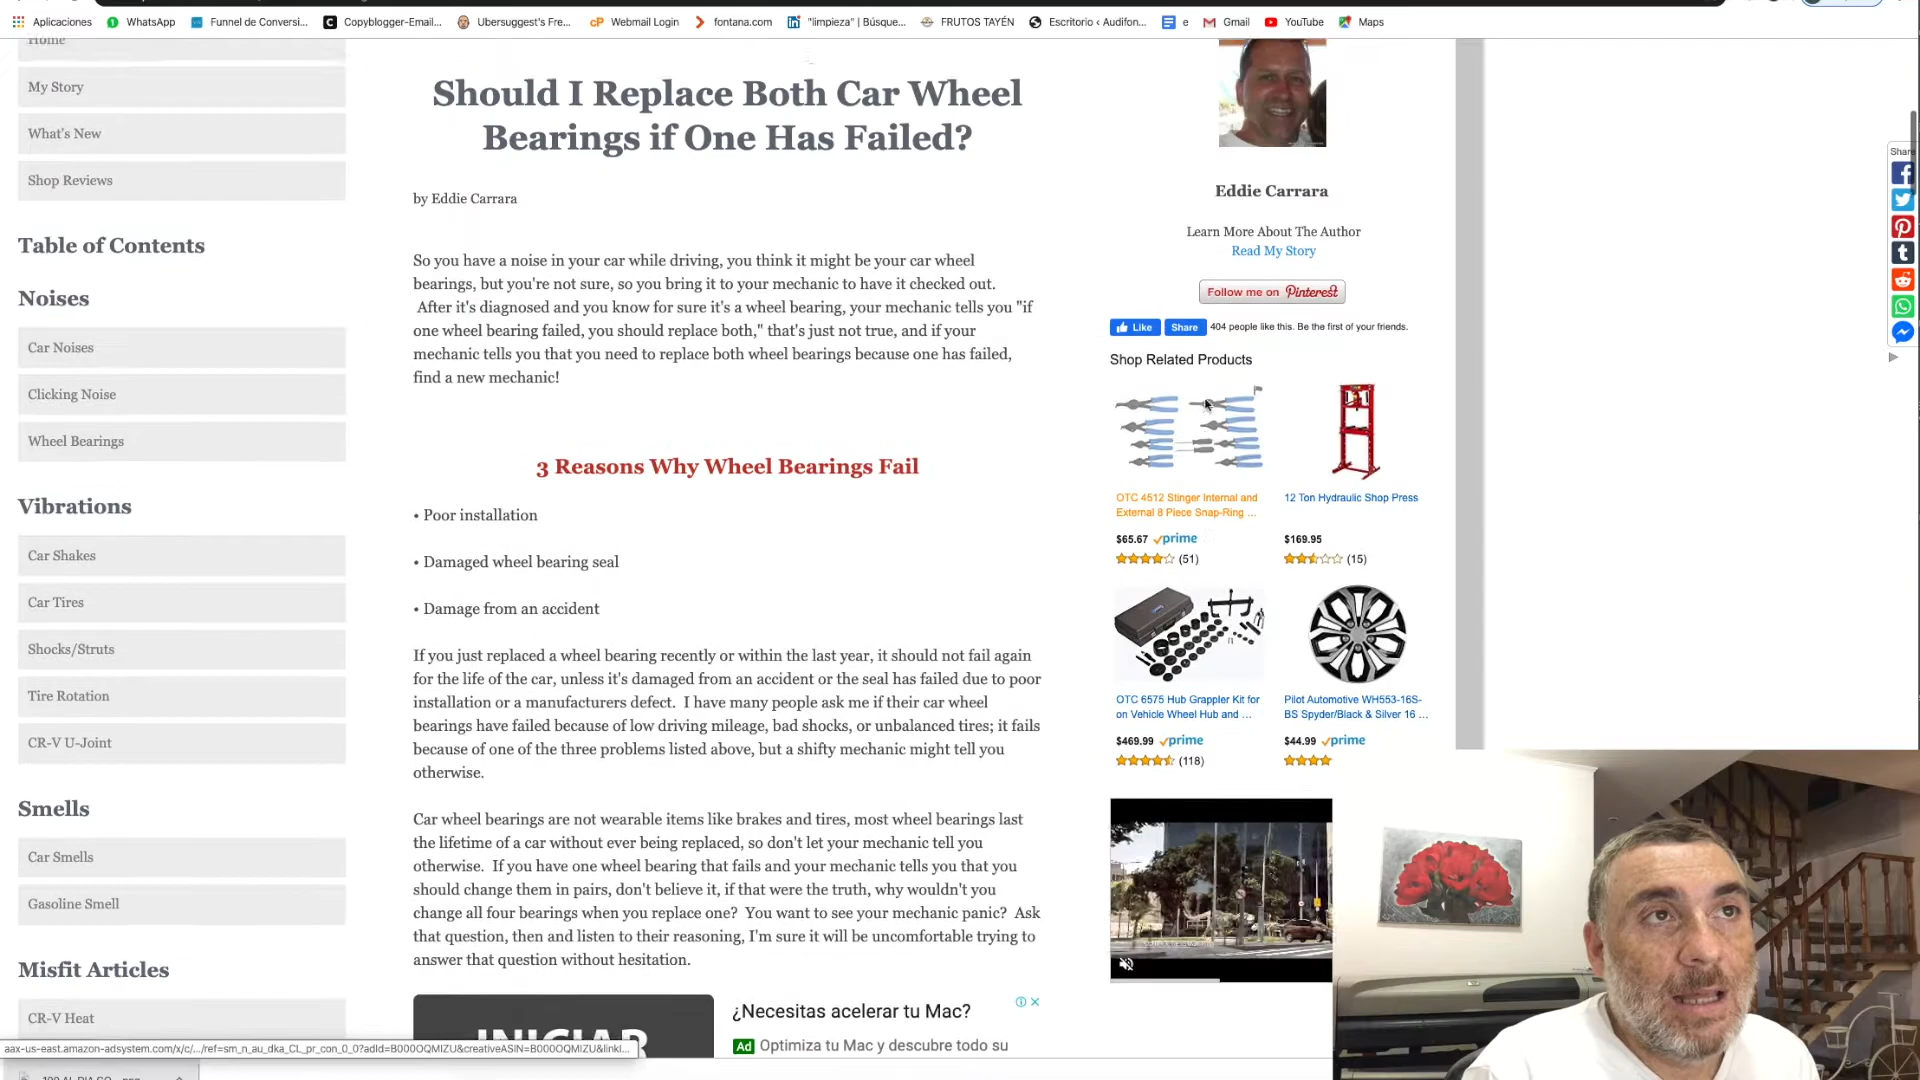 Aplicaciones
WhatsApp
Funnel de Conversi...
Copyblogger-Email...
Ubersuggest's Fre...
Webmail Login
fontana.com
"limpieza" | Búsque...
FRUTOS TAYÉN
Escritorio ‹ Audifon...
e
Gmail
YouTube
Maps
Home
My Story
What's New
Shop Reviews
Table of Contents
Noises
Car Noises
Clicking Noise
Wheel Bearings
Vibrations
Car Shakes
Car Tires
Shocks/Struts
Tire Rotation
CR-V U-Joint
Smells
Car Smells
Gasoline Smell
Misfit Articles
CR-V Heat
Should I Replace Both Car Wheel
Bearings if One Has Failed?
by Eddie Carrara
So you have a noise in your car while driving, you think it might be your car wheel
bearings, but you're not sure, so you bring it to your mechanic to have it checked out.
After it's diagnosed and you know for sure it's a wheel bearing, your mechanic tells you "if
one wheel bearing failed, you should replace both," that's just not true, and if your
mechanic tells you that you need to replace both wheel bearings because one has failed,
find a new mechanic!
3 Reasons Why Wheel Bearings Fail
• Poor installation
• Damaged wheel bearing seal
• Damage from an accident
If you just replaced a wheel bearing recently or within the last year, it should not fail again
for the life of the car, unless it's damaged from an accident or the seal has failed due to poor
installation or a manufacturers defect.  I have many people ask me if their car wheel
bearings have failed because of low driving mileage, bad shocks, or unbalanced tires; it fails
because of one of the three problems listed above, but a shifty mechanic might tell you
otherwise.
Car wheel bearings are not wearable items like brakes and tires, most wheel bearings last
the lifetime of a car without ever being replaced, so don't let your mechanic tell you
otherwise.  If you have one wheel bearing that fails and your mechanic tells you that you
should change them in pairs, don't believe it, if that were the truth, why wouldn't you
change all four bearings when you replace one?  You want to see your mechanic panic?  Ask
that question, then and listen to their reasoning, I'm sure it will be uncomfortable trying to
answer that question without hesitation.
INICIAR
¿Necesitas acelerar tu Mac?
Ad Optimiza tu Mac y descubre todo su
Eddie Carrara
Learn More About The Author
Read My Story
Follow me on Pinterest
Like Share 404 people like this. Be the first of your friends.
Shop Related Products
OTC 4512 Stinger Internal and
External 8 Piece Snap-Ring ...
$65.67 prime
(51)
12 Ton Hydraulic Shop Press
$169.95
(15)
OTC 6575 Hub Grappler Kit for
on Vehicle Wheel Hub and ...
$469.99 prime
(118)
Pilot Automotive WH553-16S-
BS Spyder/Black & Silver 16 ...
$44.99 prime
Share
aax-us-east.amazon-adsystem.com/x/c/.../ref=sm_n_au_dka_CL_pr_con_0_0?adId=B000OQMIZU&creativeASIN=B000OQMIZU&linkI...